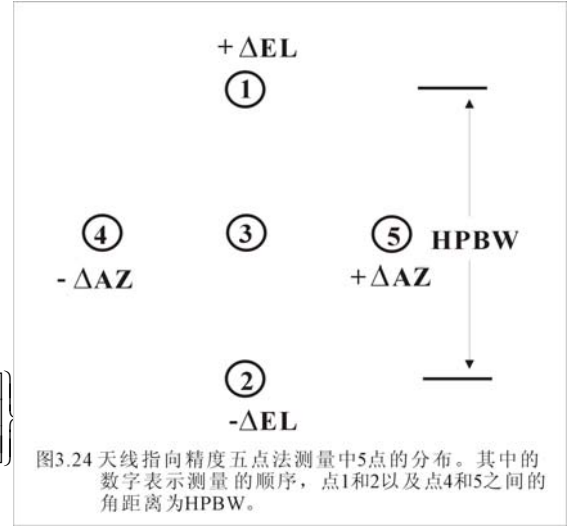 +ΔEL
1
4 3 5 HPBW
- ΔAZ +ΔAZ
2
-ΔEL
图3.24 天线指向精度五点法测量中5点的分布。其中的
数字表示测量的顺序，点1和2以及点4和5之间的
角距离为HPBW。